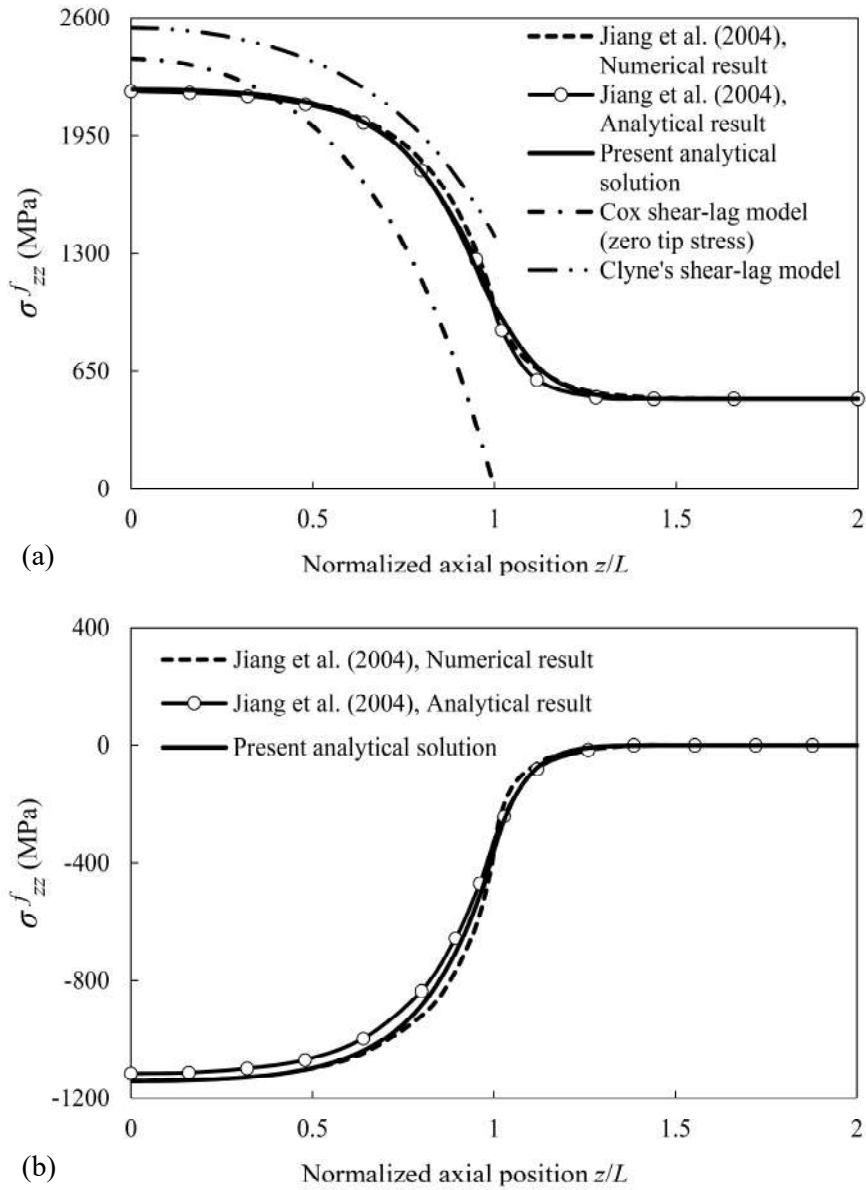 2600
1950
1300
650
0
σ^f_zz (MPa)
Jiang et al. (2004),
Numerical result
Jiang et al. (2004),
Analytical result
Present analytical
solution
Cox shear-lag model
(zero tip stress)
Clyne's shear-lag model
0 0.5 1 1.5 2
(a)
Normalized axial position z/L
400
0
-400
-800
-1200
σ^f_zz (MPa)
Jiang et al. (2004), Numerical result
Jiang et al. (2004), Analytical result
Present analytical solution
0 0.5 1 1.5 2
(b)
Normalized axial position z/L